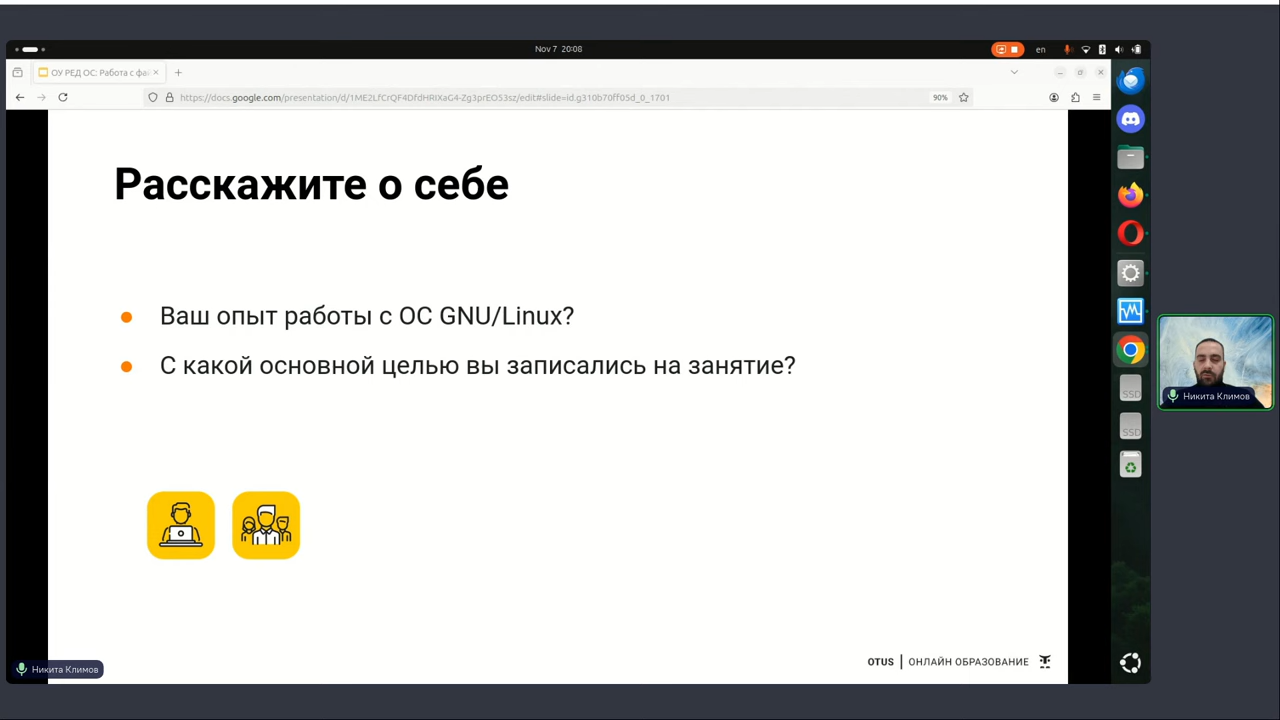 Nov 7 20:08
en
ОУ РЕД ОС: Работа с фа
https://docs.google.com/presentation/d/1ME2LfCrQF4DfdHRIXaG4-Zg3prEO53sz/edit#slide=id.g310b70ff05d_0_1701
90%
Расскажите о себе
Ваш опыт работы с ОС GNU/Linux?
С какой основной целью вы записались на занятие?
SSD
Никита Климов
SSD
OTUS | ОНЛАЙН ОБРАЗОВАНИЕ
Никита Климов